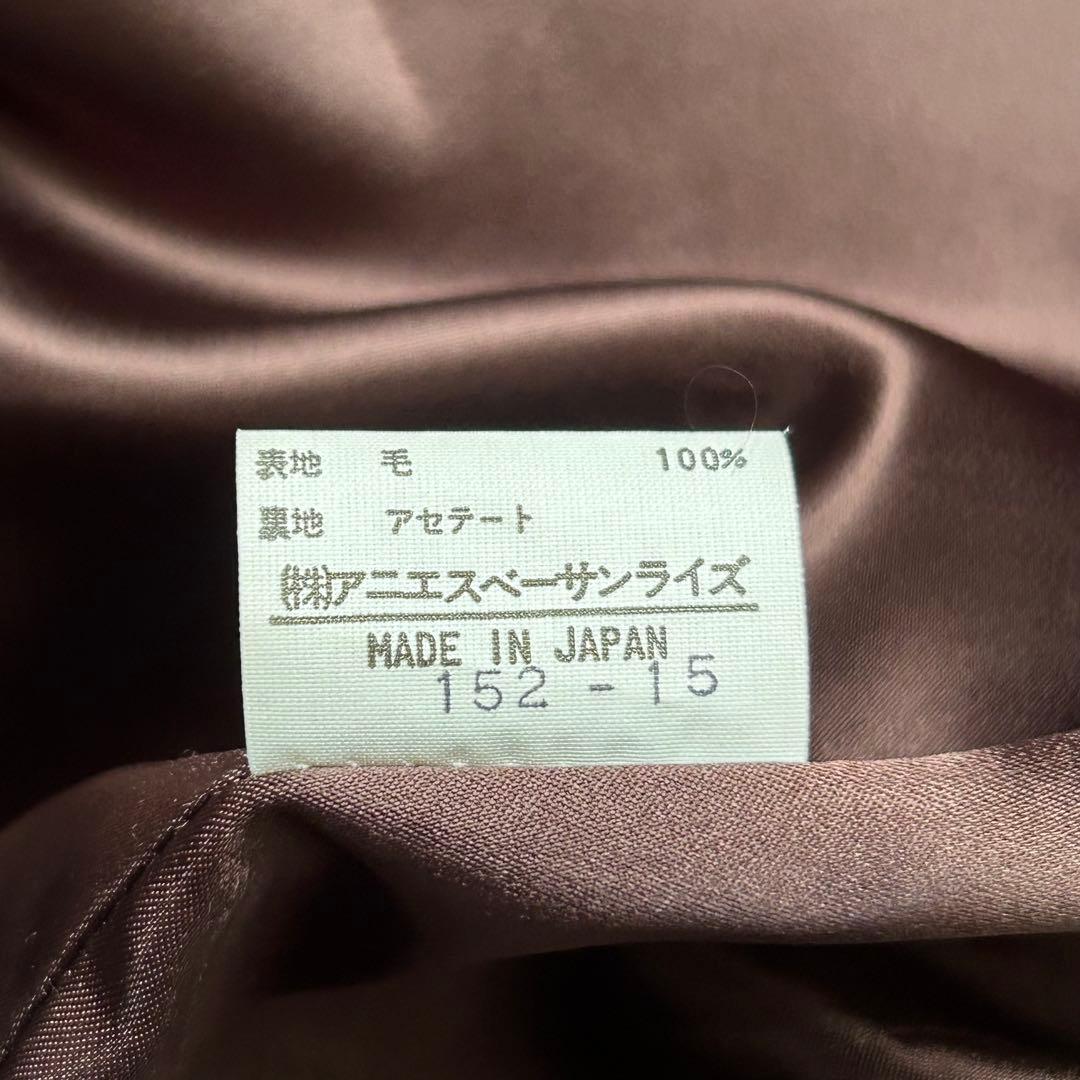 表地 毛 100%
裏地 アセテート
(株)アニエスベーサンライズ
MADE IN JAPAN
152 - 15